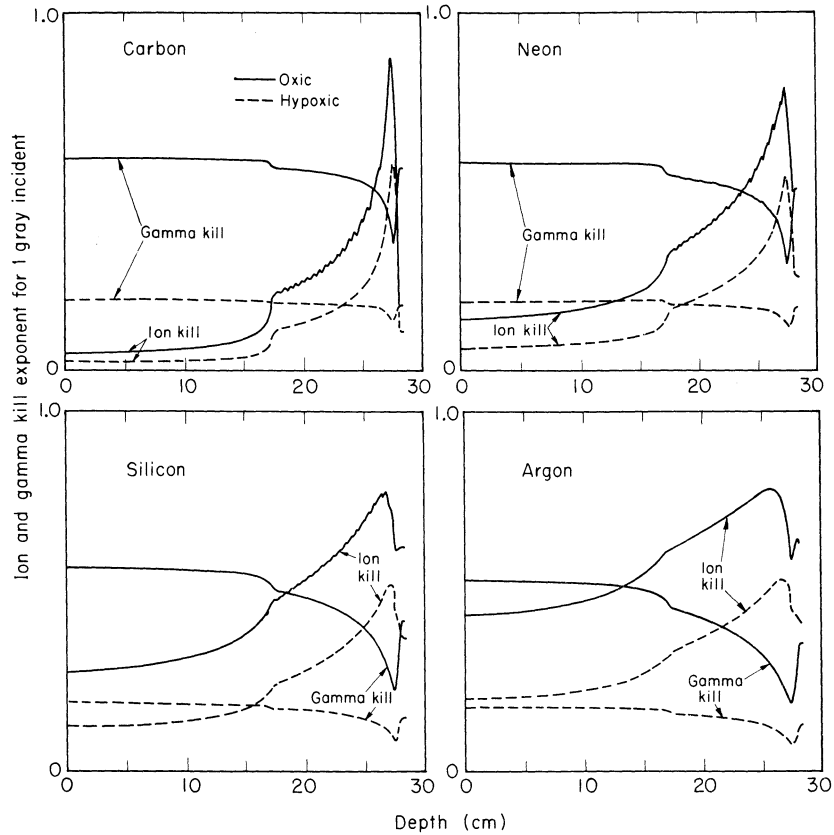 Ion and gamma kill exponent for 1 gray incident
1.0
Carbon
Oxic
Hypoxic
Gamma kill
Ion kill
0
0
10
20
30
1.0
Neon
Gamma kill
Ion kill
0
0
10
20
30
1.0
Silicon
Ion
kill
Gamma kill
0
0
10
20
30
1.0
Argon
Ion
kill
Gamma
kill
0
0
10
20
30
Depth (cm)